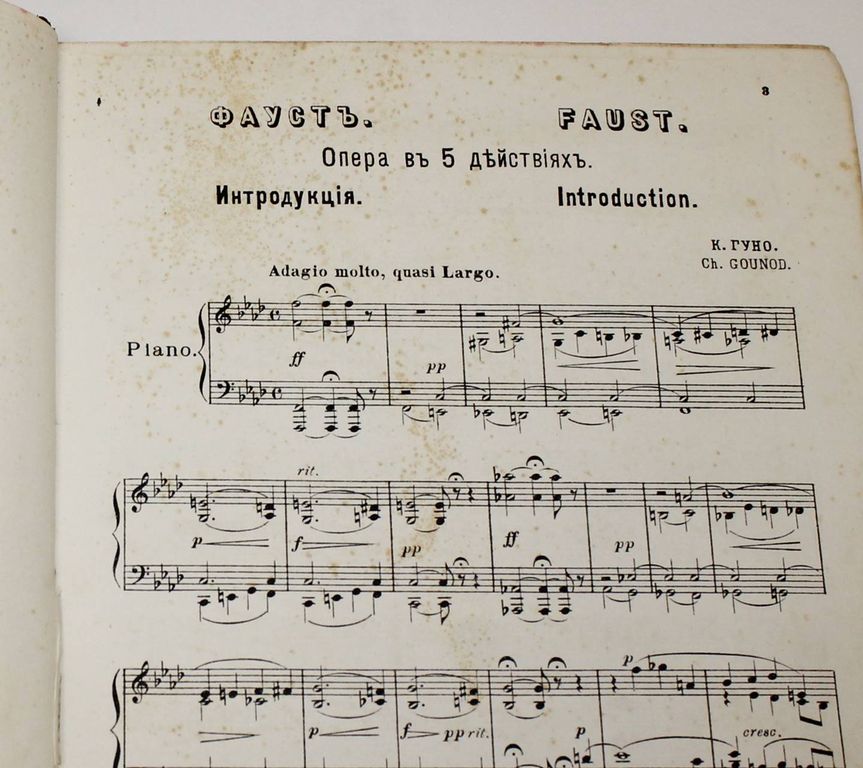 3
ФАУСТЪ. FAUST.
Опера въ 5 дѣйствіяхъ.
Интродукція. Introduction.
К. ГУНО.
Ch. GOUNOD.
Adagio molto, quasi Largo.
Piano.
ff
pp
rit.
p f pp ff pp
p
p f pp rit. p cresc.